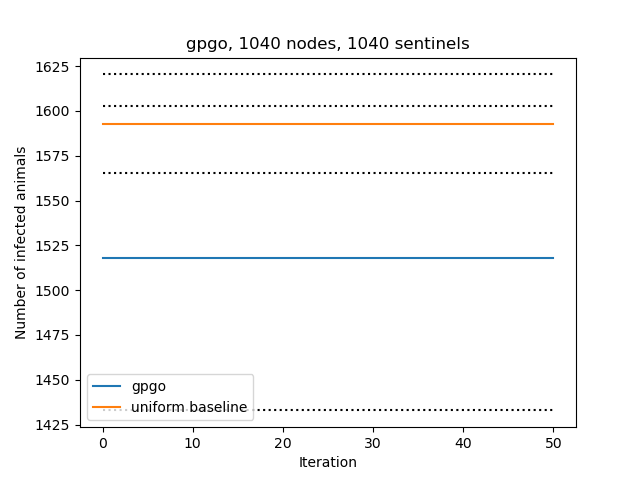 gpgo, 1040 nodes, 1040 sentinels
Number of infected animals
1625
1600
1575
1550
1525
1500
1475
1450
1425
gpgo
uniform baseline
0 10 20 30 40 50
Iteration